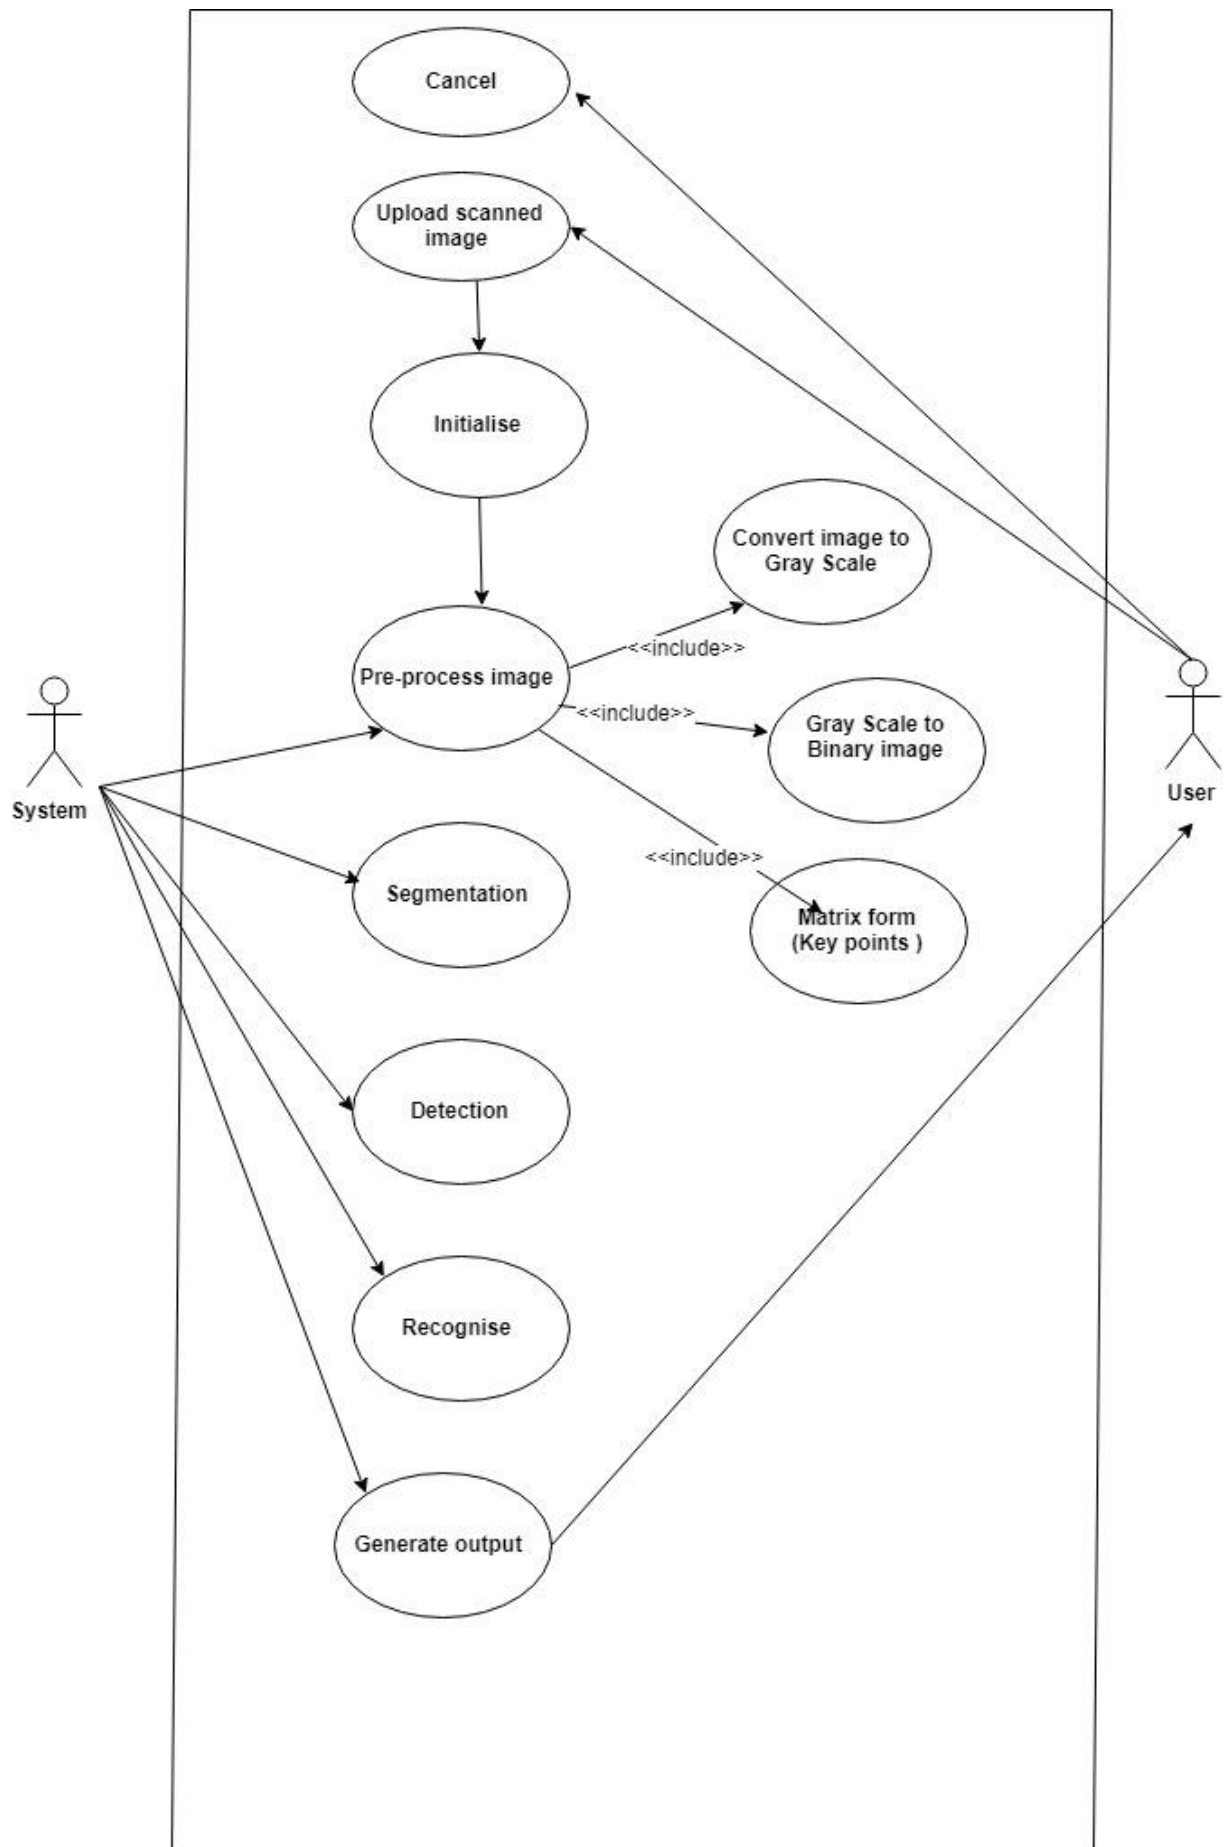 Cancel
Upload scanned
image
Initialise
Convert image to
Gray Scale
<<include>>
Pre-process image
<<include>>
Gray Scale to
Binary image
System
User
<<include>>
Segmentation
Matrix form
(Key points )
Detection
Recognise
Generate output